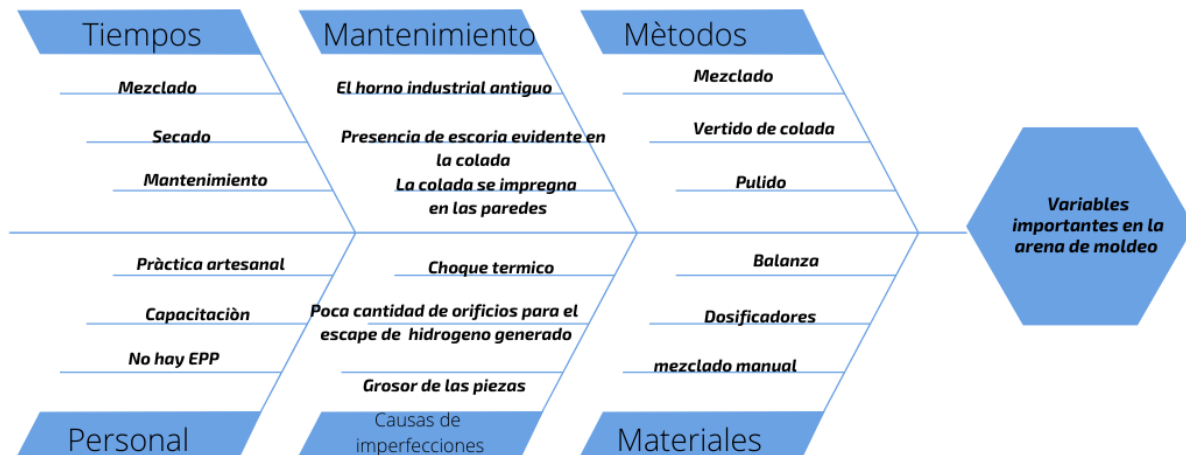 Tiempos
Mantenimiento
Mètodos
Mezclado
Secado
Mantenimiento
El horno industrial antiguo
Presencia de escoria evidente en
la colada
La colada se impregna
en las paredes
Mezclado
Vertido de colada
Pulido
Variables
importantes en la
arena de moldeo
Pràctica artesanal
Capacitaciòn
No hay EPP
Choque termico
Poca cantidad de orificios para el
escape de hidrogeno generado
Grosor de las piezas
Balanza
Dosificadores
mezclado manual
Personal
Causas de
imperfecciones
Materiales